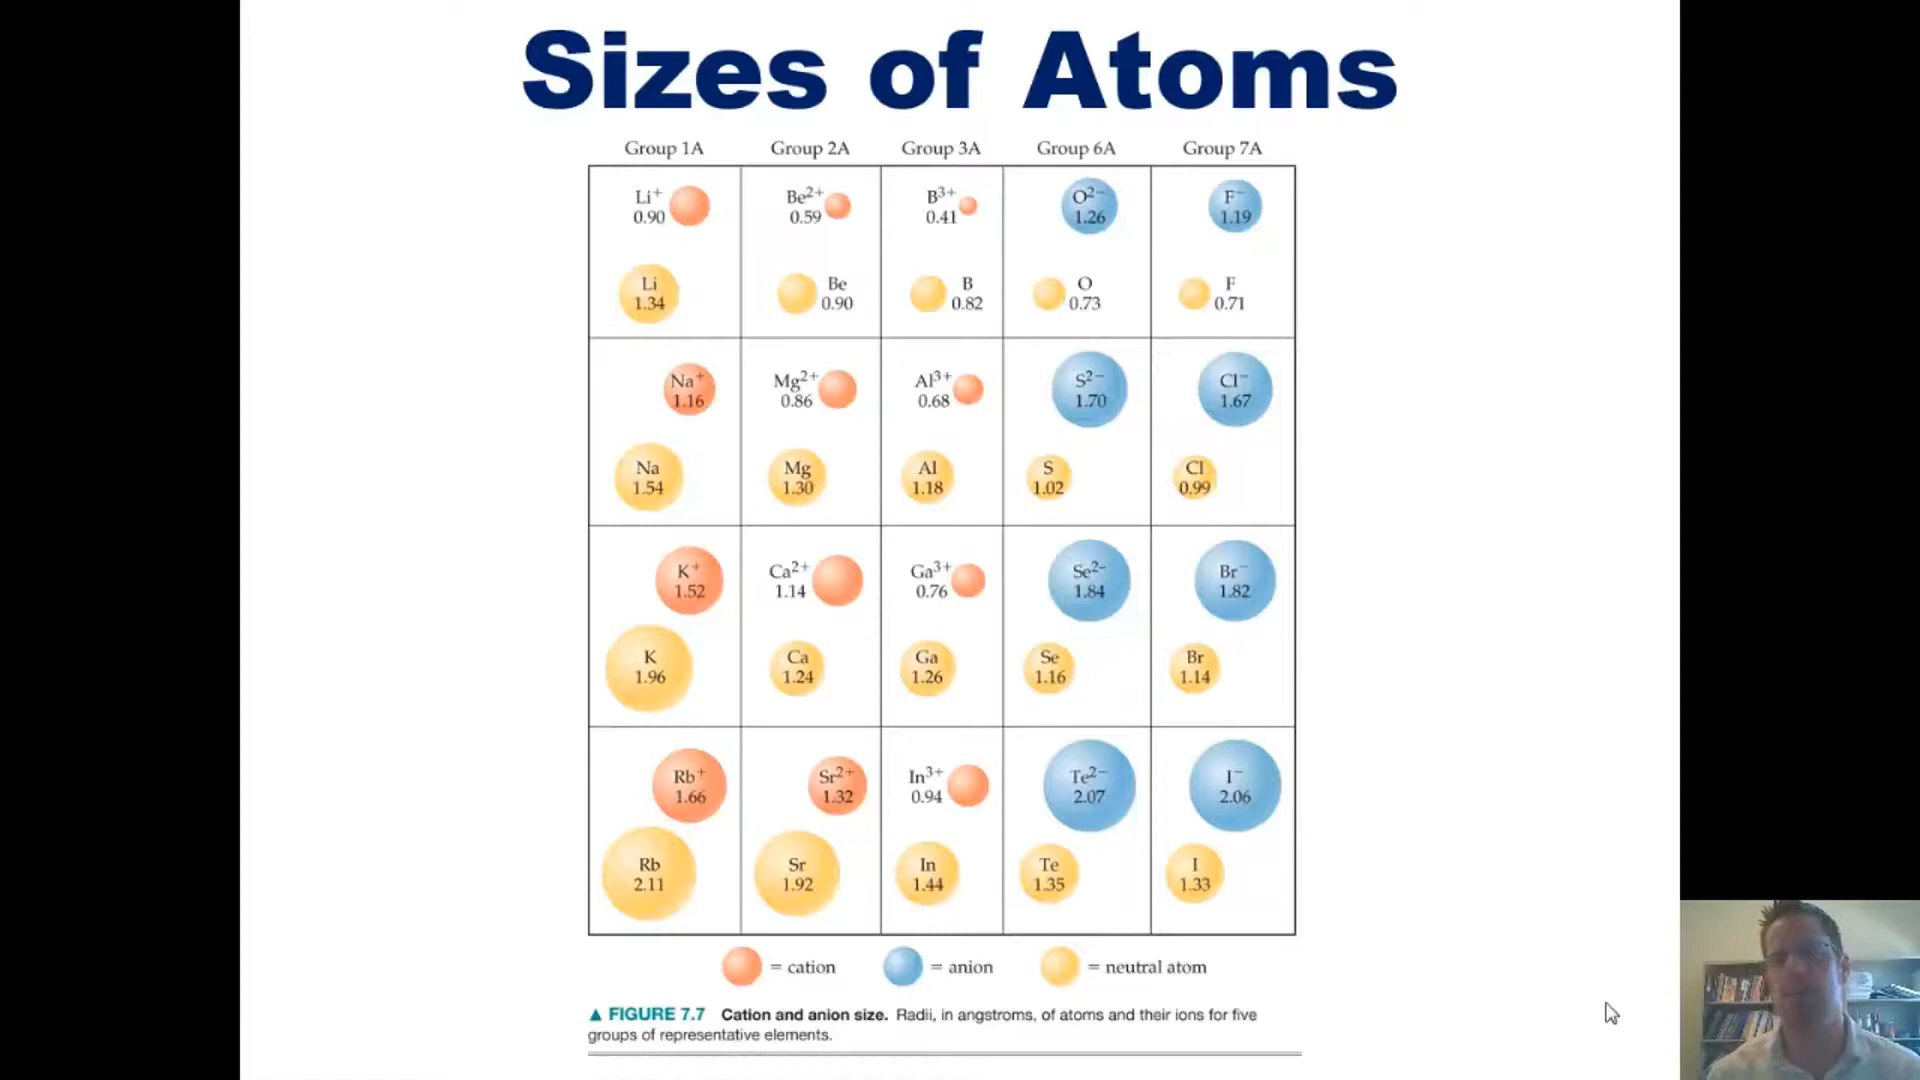 Sizes of Atoms
Group 1A Group 2A Group 3A Group 6A Group 7A
Li⁺ Be²⁺ B³⁺ O²⁻ F⁻
0.90 0.59 0.41 1.26 1.19
Li Be B O F
1.34 0.90 0.82 0.73 0.71
Na⁺ Mg²⁺ Al³⁺ S²⁻ Cl⁻
1.16 0.86 0.68 1.70 1.67
Na Mg Al S Cl
1.54 1.30 1.18 1.02 0.99
K⁺ Ca²⁺ Ga³⁺ Se²⁻ Br⁻
1.52 1.14 0.76 1.84 1.82
K Ca Ga Se Br
1.96 1.24 1.26 1.16 1.14
Rb⁺ Sr²⁺ In³⁺ Te²⁻ I⁻
1.66 1.32 0.94 2.07 2.06
Rb Sr In Te I
2.11 1.92 1.44 1.35 1.33
= cation = anion = neutral atom
▲ FIGURE 7.7 Cation and anion size. Radii, in angstroms, of atoms and their ions for five
groups of representative elements.